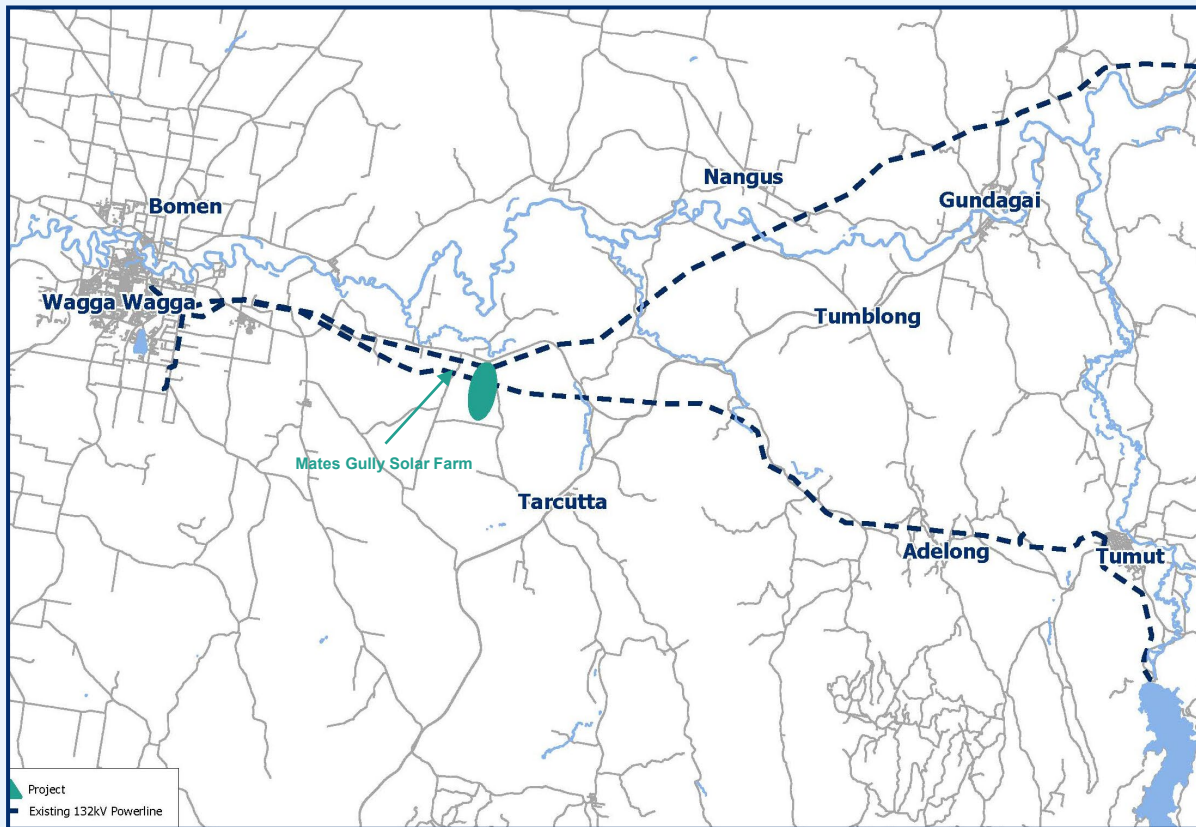 Nangus
Bomen
Gundagai
Wagga Wagga
Tumblong
Mates Gully Solar Farm
Tarcutta
Adelong
Tumut
Project
Existing 132kV Powerline